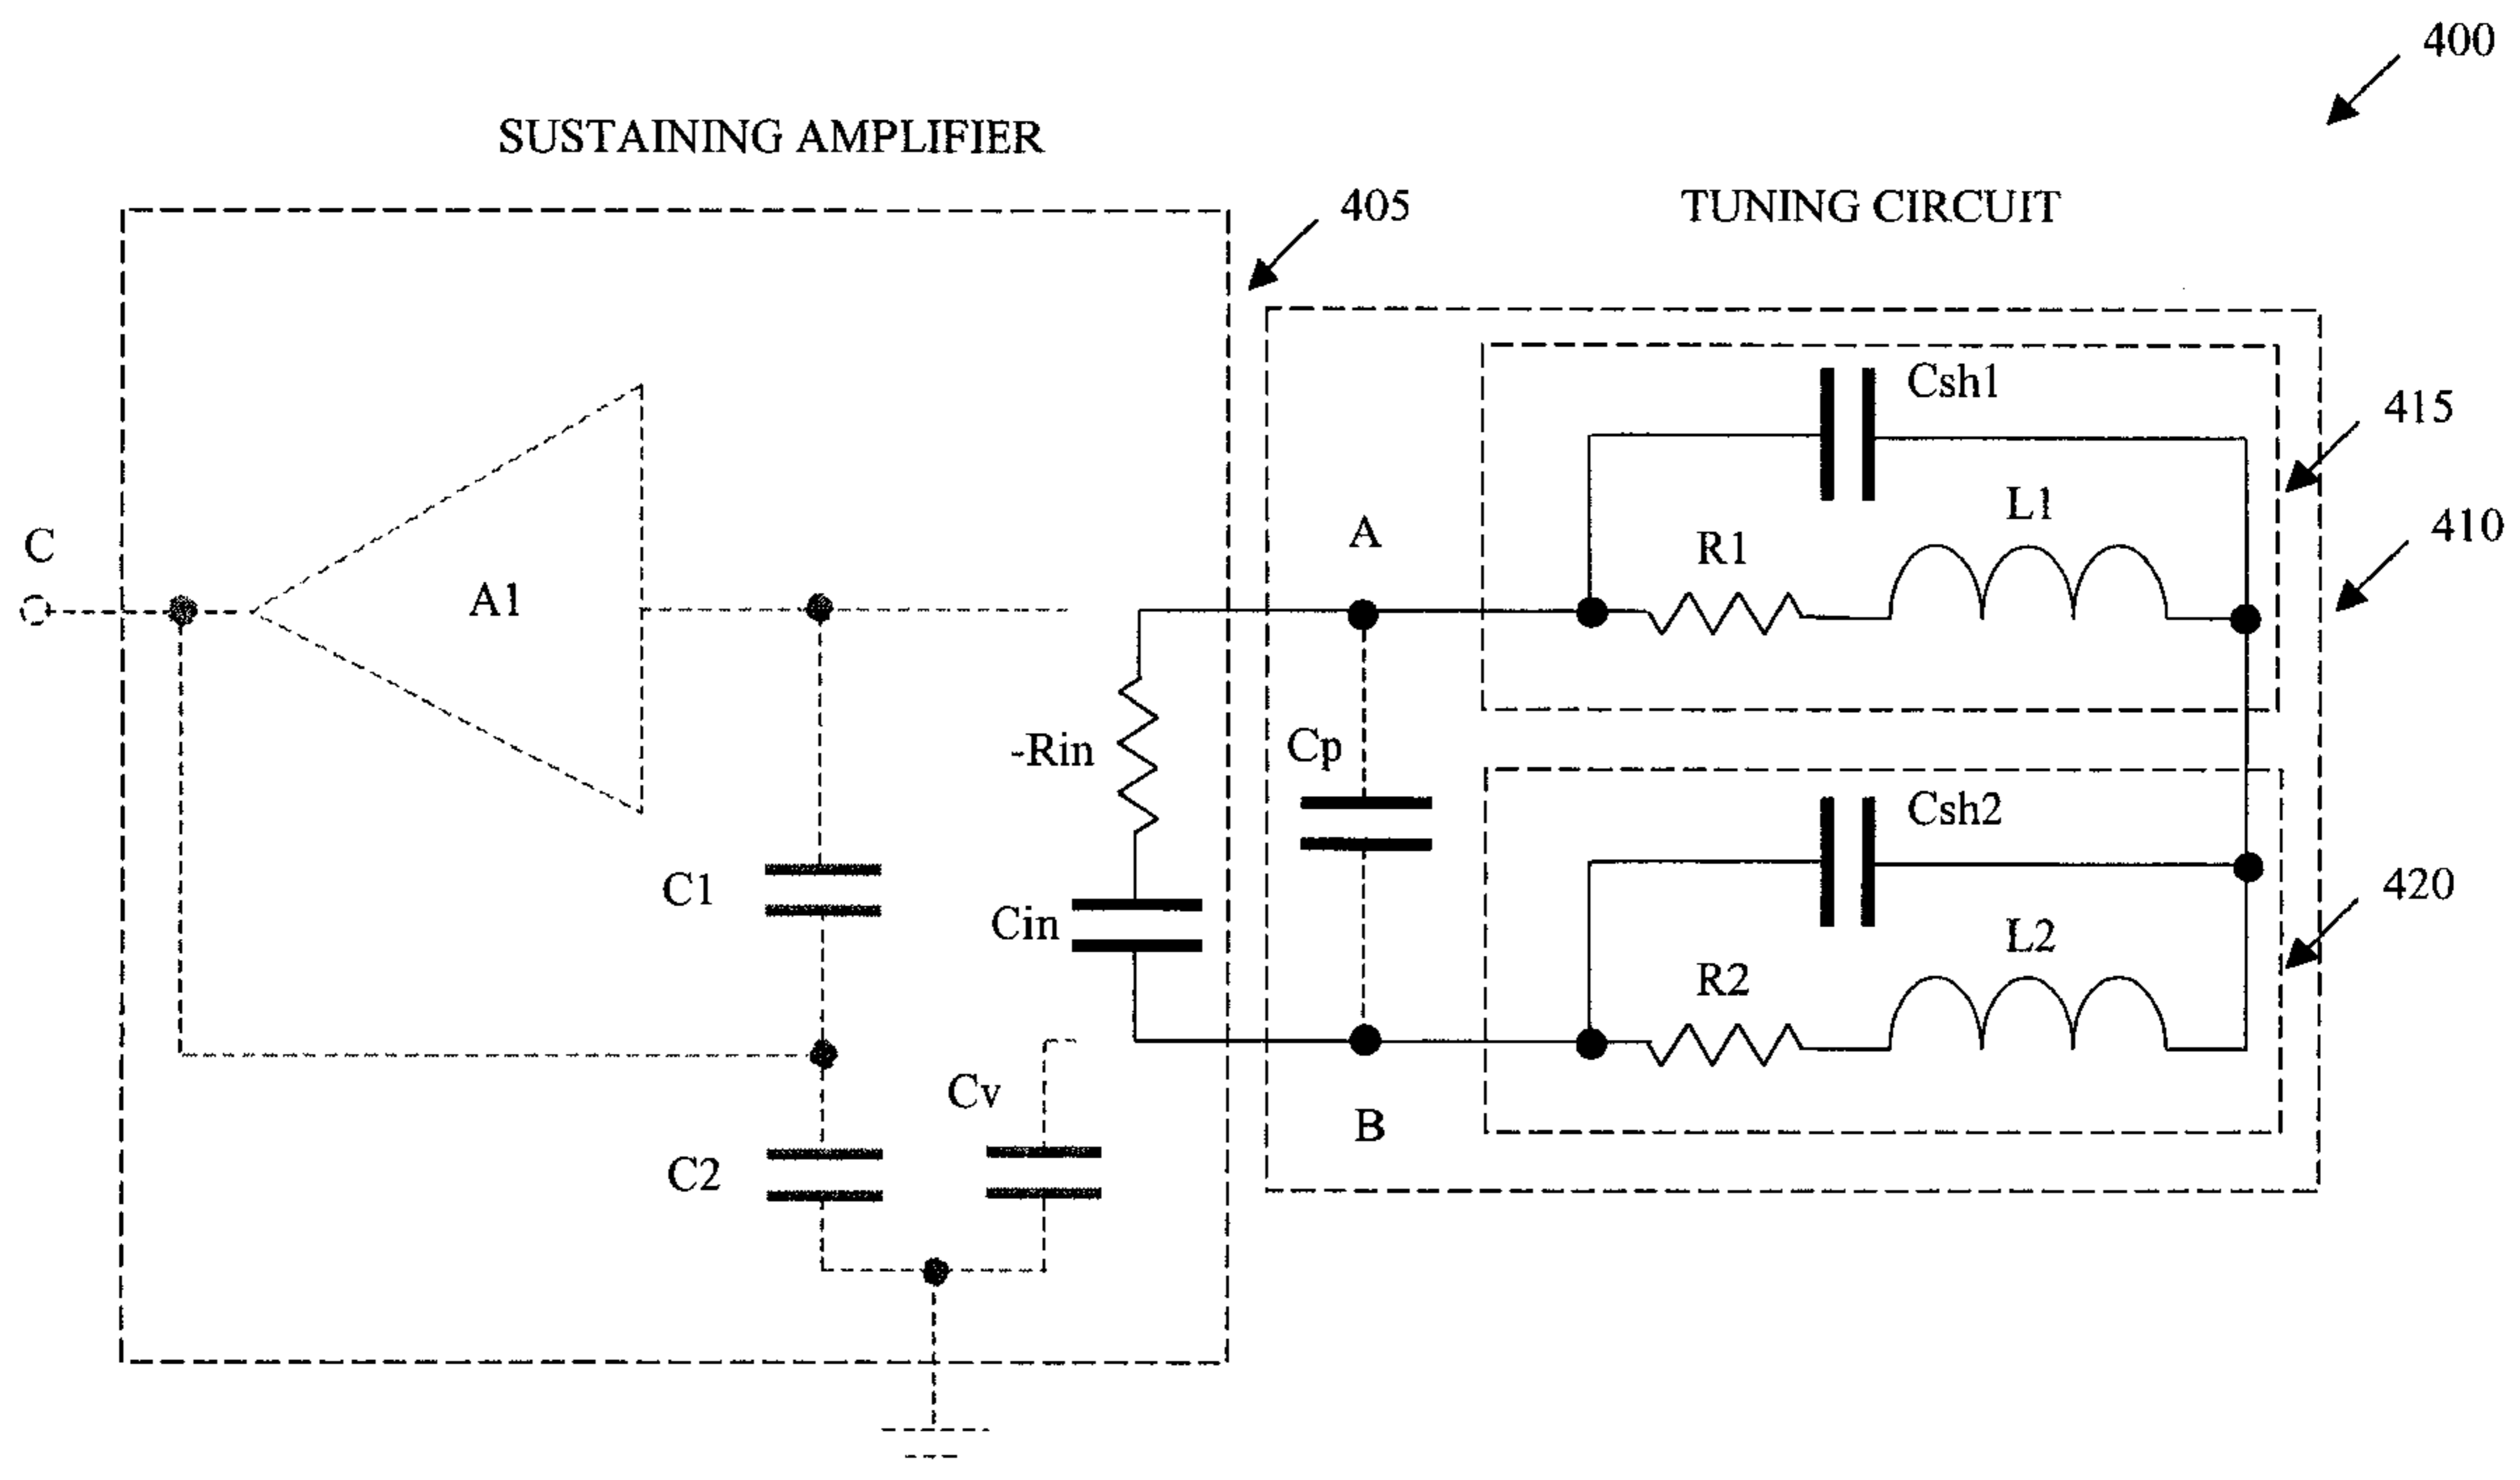 400
SUSTAINING AMPLIFIER
405
TUNING CIRCUIT
Csh1
415
L1
410
C
A
R1
A1
-Rin
Cp
Csh2
C1
Cin
420
L2
R2
Cv
B
C2